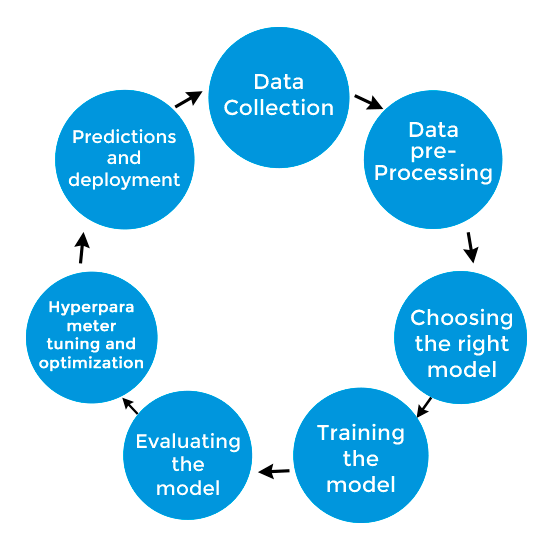 Data
Collection
Data
pre-
Processing
Choosing
the right
model
Training
the
model
Evaluating
the
model
Hyperpara
meter
tuning and
optimization
Predictions
and
deployment